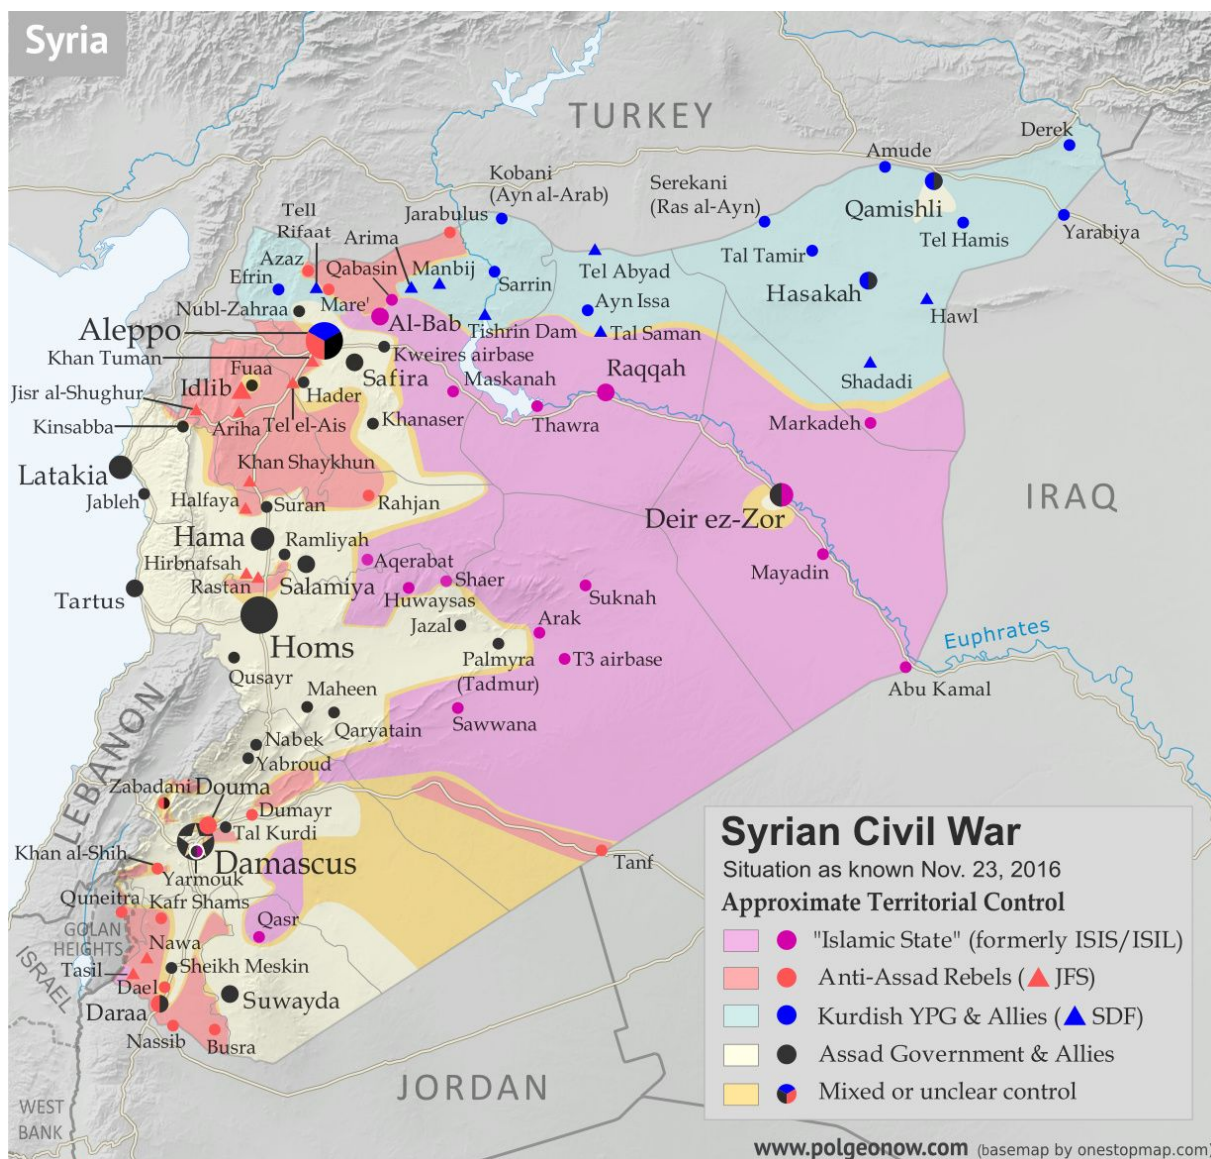 Syria
TURKEY
Derek
Amude
Kobani
(Ayn al-Arab)
Serekani
(Ras al-Ayn)
Qamishli
Tell
Rifaat
Jarabulus
Arima
Tal Tamir
Tel Hamis
Yarabiya
Azaz
Qabasin
Manbij
Efrin
Sarrin
Tel Abyad
Hasakah
Nubl-Zahraa
Mare'
Ayn Issa
Hawl
Aleppo
Al-Bab
Tishrin Dam
Tal Saman
Khan Tuman
Kweires airbase
Fuaa
Safira
Maskanah
Raqqah
Shadadi
Jisr al-Shughur
Idlib
Hader
Kinsabba
Ariha
Tel el-Ais
Khanaser
Thawra
Markadeh
Latakia
Khan Shaykhun
Jableh
Halfaya
Suran
Rahjan
Deir ez-Zor
IRAQ
Hama
Ramliyah
Hirbnafsah
Aqerabat
Shaer
Mayadin
Rastan
Salamiya
Huwaysas
Suknah
Tartus
Jazal
Arak
Homs
Palmyra
(Tadmur)
T3 airbase
Euphrates
Qusayr
Abu Kamal
Maheen
Qaryatain
Sawwana
LEBANON
Nabek
Yabroud
Zabadani
Douma
Dumayr
Tal Kurdi
Khan al-Shih
Damascus
Tanf
Yarmouk
Quneitra
Kafr Shams
GOLAN
HEIGHTS
Qasr
Nawa
ISRAEL
Tasil
Sheikh Meskin
Dael
Suwayda
Daraa
Nassib
Busra
JORDAN
WEST
BANK
Syrian Civil War
Situation as known Nov. 23, 2016
Approximate Territorial Control
"Islamic State" (formerly ISIS/ISIL)
Anti-Assad Rebels ( JFS)
Kurdish YPG & Allies ( SDF)
Assad Government & Allies
Mixed or unclear control
www.polgeonow.com (basemap by onestopmap.com)